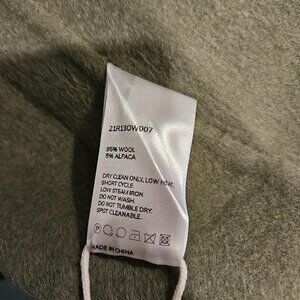 21R130W007
95% WOOL
5% ALPACA
DRY CLEAN ONLY, LOW HEAT,
SHORT CYCLE.
LOW STEAM IRON.
DO NOT WASH.
DO NOT TUMBLE DRY.
SPOT CLEANABLE.
P
MADE IN CHINA